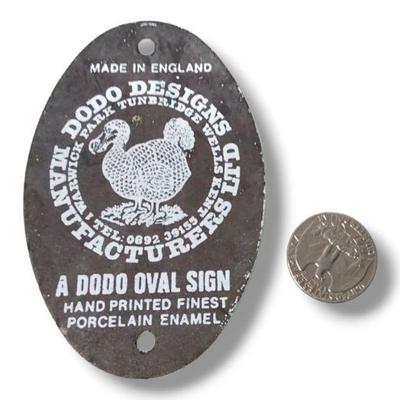 MADE IN ENGLAND
DODO DESIGNS
MANUFACTURERS LTD
WARWICK PARK TUNBRIDGE WELLS KENT
TEL: 0892 39155
A DODO OVAL SIGN
HAND PRINTED FINEST
PORCELAIN ENAMEL